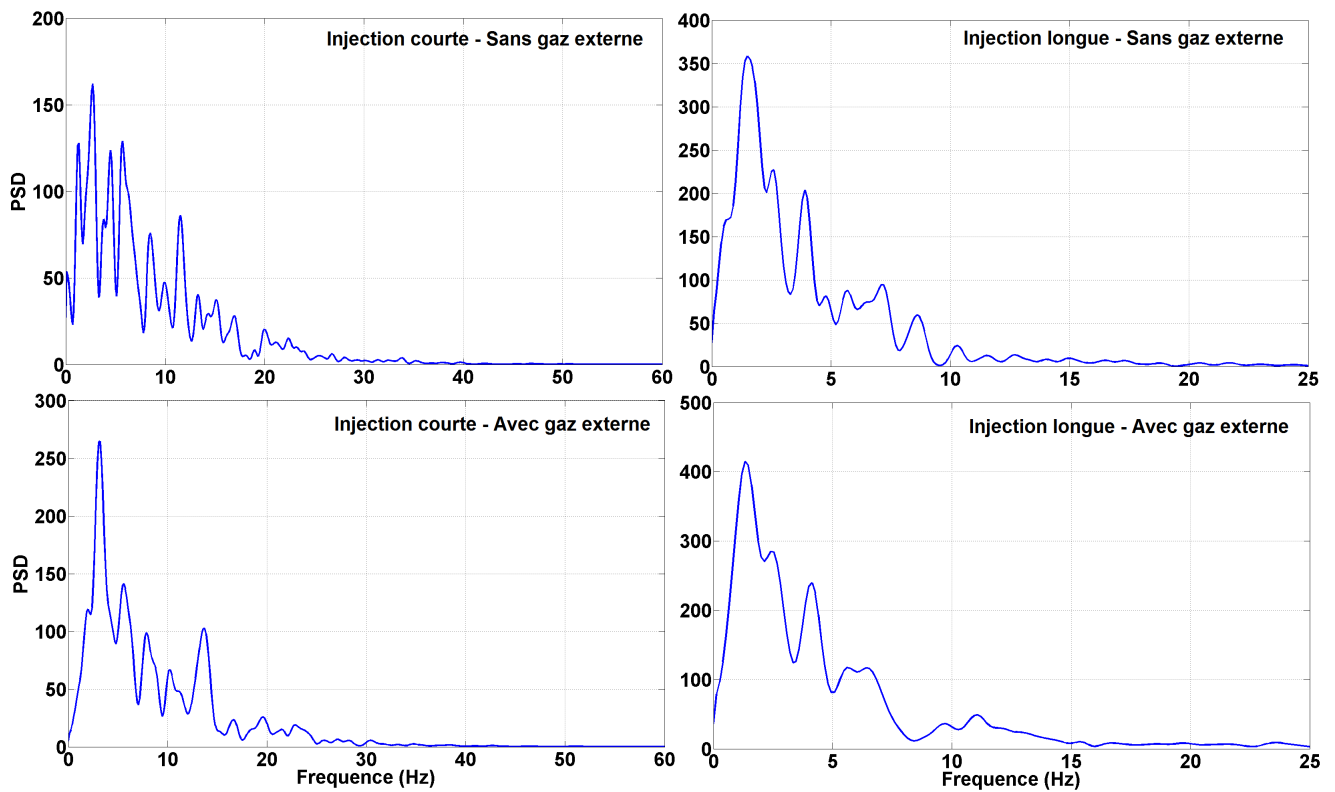 Injection courte - Sans gaz externe
PSD
200
150
100
50
0
0 10 20 30 40 50 60
Injection longue - Sans gaz externe
400
350
300
250
200
150
100
50
0
0 5 10 15 20 25
Injection courte - Avec gaz externe
PSD
300
250
200
150
100
50
0
0 10 20 30 40 50 60
Frequence (Hz)
Injection longue - Avec gaz externe
500
400
300
200
100
0
0 5 10 15 20 25
Frequence (Hz)